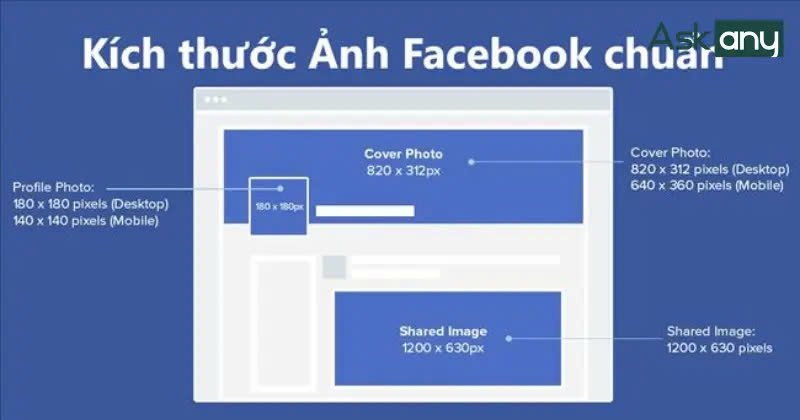 Ask any
Kích thước Ảnh Facebook chuẩn
Cover Photo
820 x 312px
Cover Photo:
820 x 312 pixels (Desktop)
640 x 360 pixels (Mobile)
Profile Photo:
180 x 180 pixels (Desktop)
140 x 140 pixels (Mobile)
180 x 180px
Shared Image
1200 x 630px
Shared Image:
1200 x 630 pixels